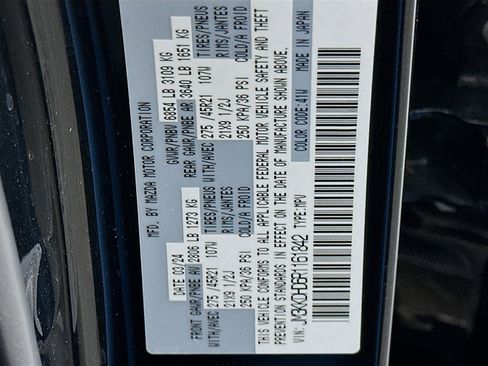 MFD. BY MAZDA MOTOR CORPORATION
DATE 03/24 GVWR/PNBV 6854 LB 3109 KG
FRONT GAWR/PNBE AV 2806 LB 1273 KG REAR GAWR/PNBE AR 3640 LB 1651 KG
WITH/AVEC 275 /45R21 107W TIRES/PNEUS WITH/AVEC 275 /45R21 107W TIRES/PNEUS
21X9 1/2J RIMS/JANTES 21X9 1/2J RIMS/JANTES
250 KPA/36 PSI COLD/A FROID 250 KPA/36 PSI COLD/A FROID
THIS VEHICLE CONFORMS TO ALL APPLICABLE FEDERAL MOTOR VEHICLE SAFETY AND THEFT
PREVENTION STANDARDS IN EFFECT ON THE DATE OF MANUFACTURE SHOWN ABOVE.
VIN: TYPE: MPV COLOR CODE: 41W MADE IN JAPAN